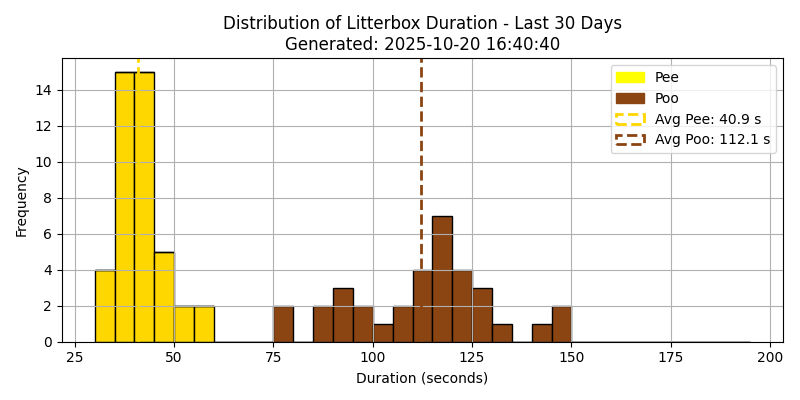 Distribution of Litterbox Duration - Last 30 Days
Generated: 2025-10-20 16:40:40
Pee
Poo
Avg Pee: 40.9 s
Avg Poo: 112.1 s
Frequency
14
12
10
8
6
4
2
0
25 50 75 100 125 150 175 200
Duration (seconds)